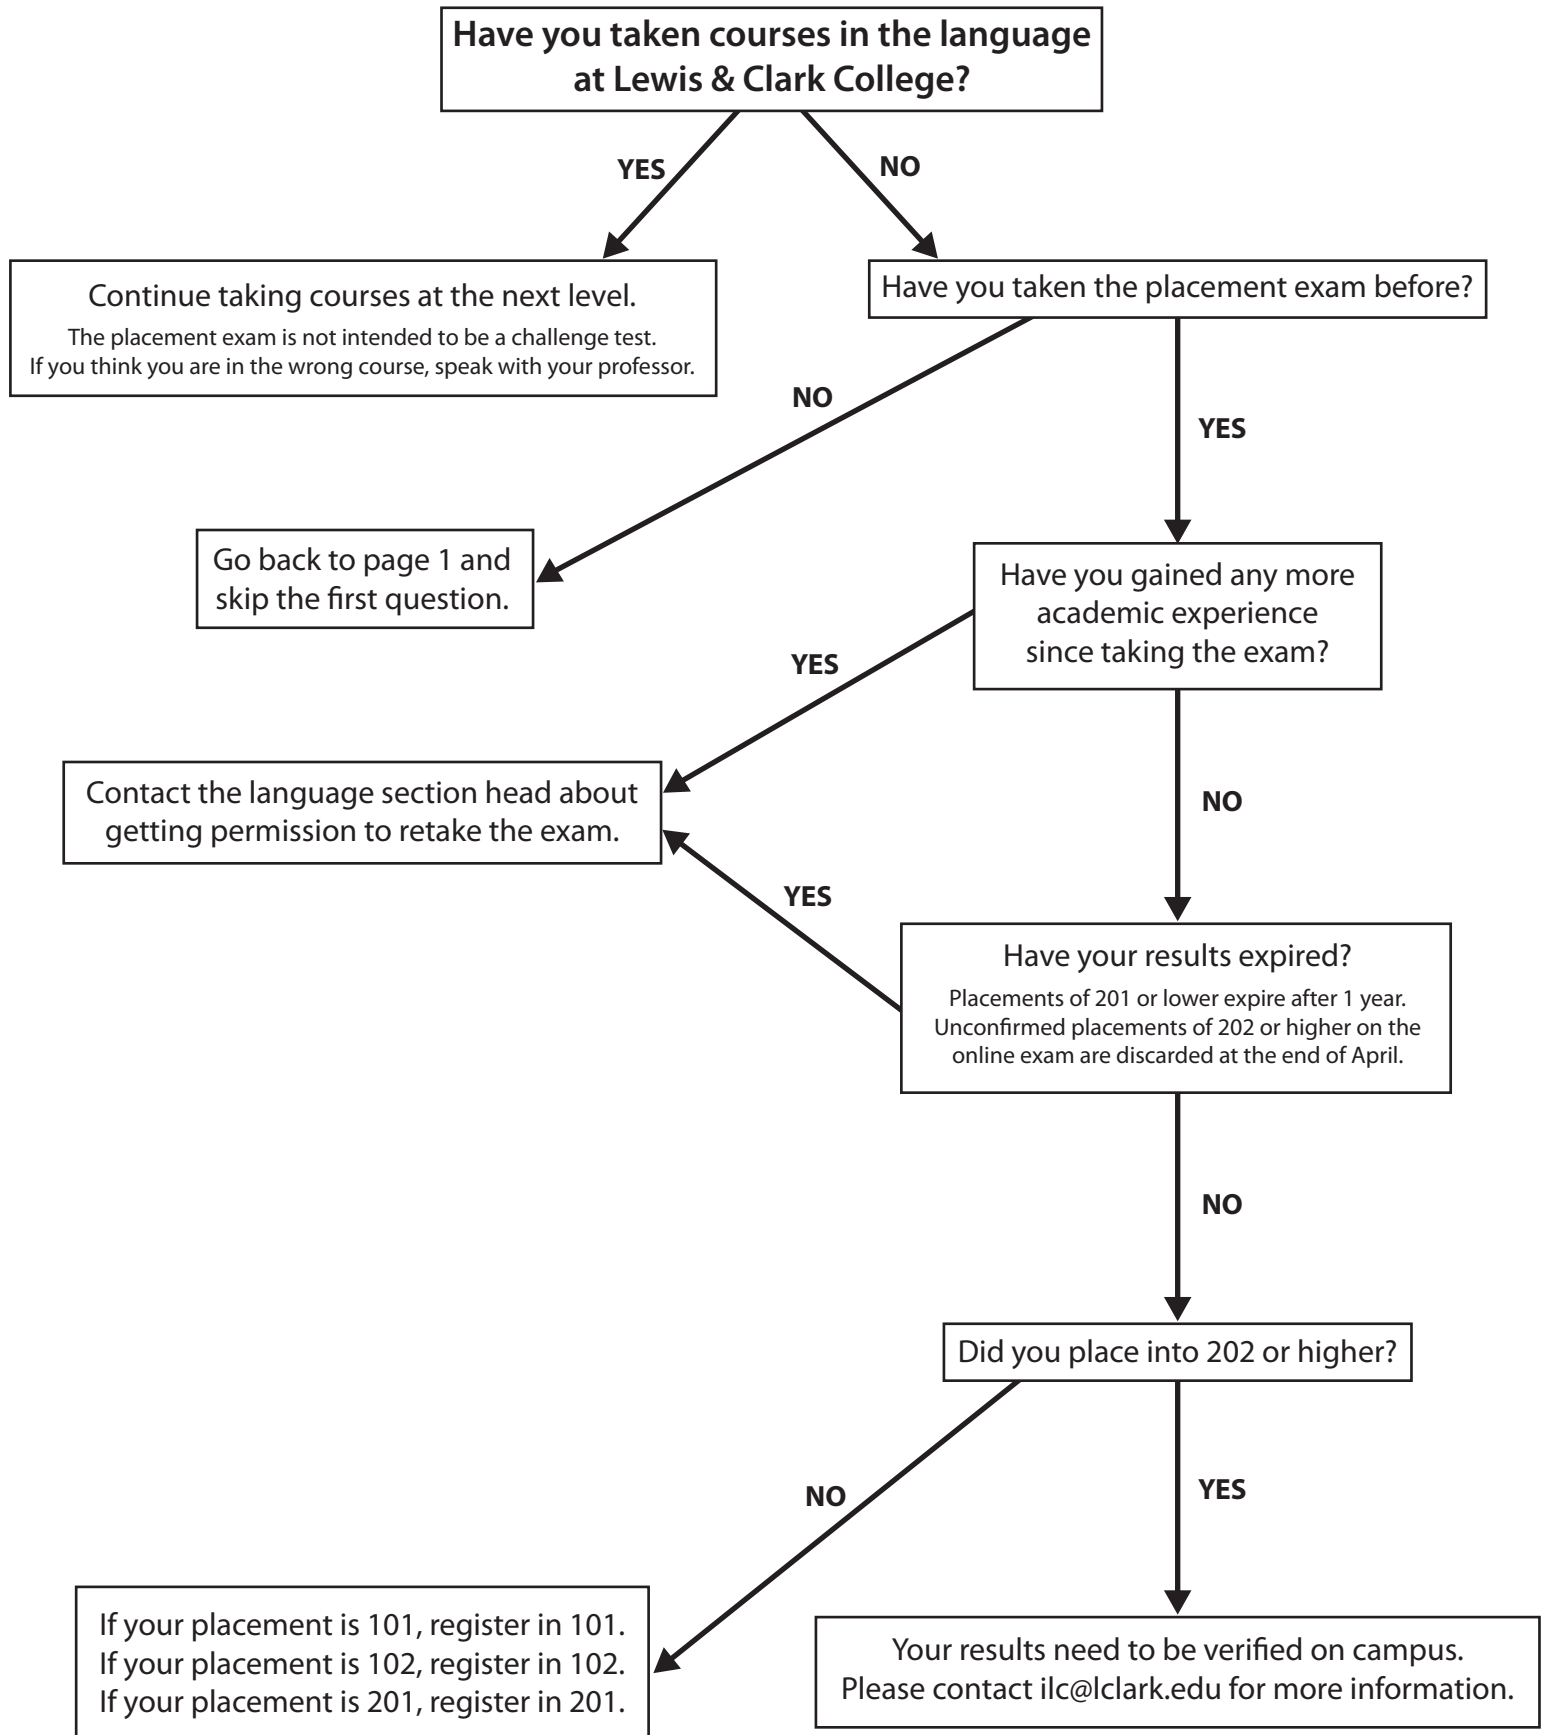 Have you taken courses in the language
at Lewis & Clark College?
YES
NO
Continue taking courses at the next level.
The placement exam is not intended to be a challenge test.
If you think you are in the wrong course, speak with your professor.
Have you taken the placement exam before?
NO
YES
Go back to page 1 and
skip the first question.
Have you gained any more
academic experience
since taking the exam?
YES
NO
Contact the language section head about
getting permission to retake the exam.
YES
Have your results expired?
Placements of 201 or lower expire after 1 year.
Unconfirmed placements of 202 or higher on the
online exam are discarded at the end of April.
NO
Did you place into 202 or higher?
NO
YES
If your placement is 101, register in 101.
If your placement is 102, register in 102.
If your placement is 201, register in 201.
Your results need to be verified on campus.
Please contact ilc@lclark.edu for more information.